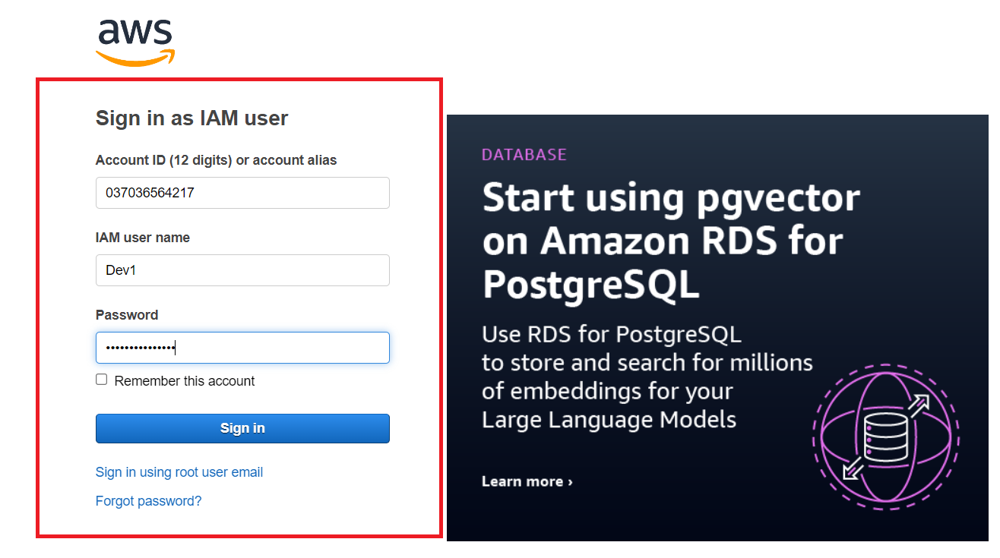 aws
Sign in as IAM user
Account ID (12 digits) or account alias
037036564217
IAM user name
Dev1
Password
•••••••••••••••
Remember this account
Sign in
Sign in using root user email
Forgot password?
DATABASE
Start using pgvector
on Amazon RDS for
PostgreSQL
Use RDS for PostgreSQL
to store and search for millions
of embeddings for your
Large Language Models
Learn more ›